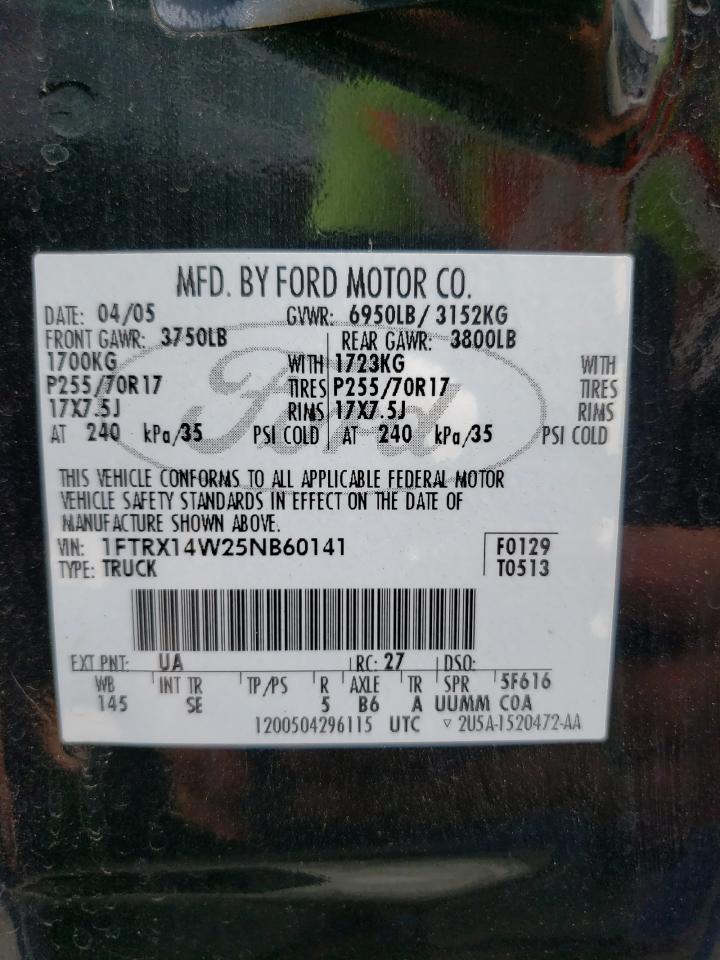 MFD. BY FORD MOTOR CO.
DATE: 04/05 GVWR: 6950LB/ 3152KG
FRONT GAWR: 3750LB REAR GAWR: 3800LB
1700KG WITH 1723KG WITH
P255/70R17 TIRES P255/70R17 TIRES
17X7.5J RIMS 17X7.5J RIMS
AT 240 kPa/35 PSI COLD AT 240 kPa/35 PSI COLD
Ford
THIS VEHICLE CONFORMS TO ALL APPLICABLE FEDERAL MOTOR
VEHICLE SAFETY STANDARDS IN EFFECT ON THE DATE OF
MANUFACTURE SHOWN ABOVE.
VIN: 1FTRX14W25NB60141 F0129
TYPE: TRUCK T0513
EXT PNT: UA RC: 27 DSO:
WB INT TR TP/PS R AXLE TR SPR 5F616
145 SE 5 B6 A UUMM COA
1200504296115 UTC ▽ 2U5A-1520472-AA